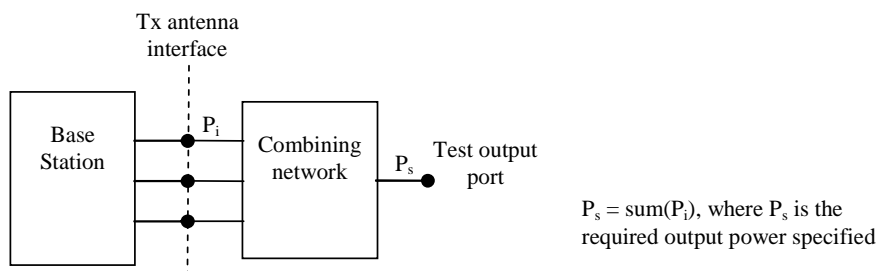 Tx antenna
interface
Base
Station
P_i
Combining
network
P_s
Test output
port
P_s = sum(P_i), where P_s is the
required output power specified